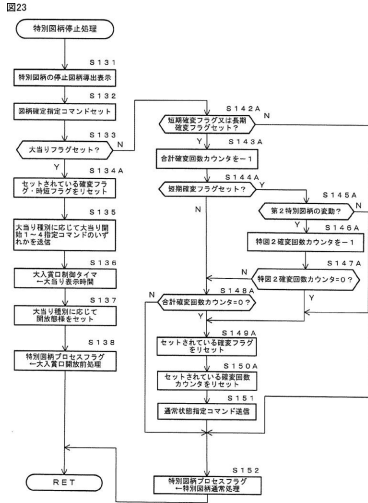 図23
特別図柄停止処理
S131
特別図柄の停止図柄導出表示
S132
図柄確定指定コマンドセット
S133
大当りフラグセット?
N
Y
S134A
セットされている確変フラ
グ・時短フラグをリセット
S135
大当り種別に応じて大当り開
始1~4指定コマンドのいず
れかを送信
S136
大入賞口制御タイマ
←大当り表示時間
S137
大当り種別に応じて
開放態様をセット
S138
特別図柄プロセスフラグ
←大入賞口開放前処理
RET
S142A
短期確変フラグ又は長期
確変フラグセット?
N
Y
S143A
合計確変回数カウンタを-1
S144A
短期確変フラグセット?
Y
N
S145A
第2特別図柄の変動?
N
Y
S146A
特図2確変回数カウンタを-1
S147A
特図2確変回数カウンタ=0?
N
Y
S148A
合計確変回数カウンタ=0?
N
Y
S149A
セットされている確変フラグ
をリセット
S150A
セットされている確変回数
カウンタをリセット
S151
通常状態指定コマンド送信
S152
特別図柄プロセスフラグ
←特別図柄通常処理